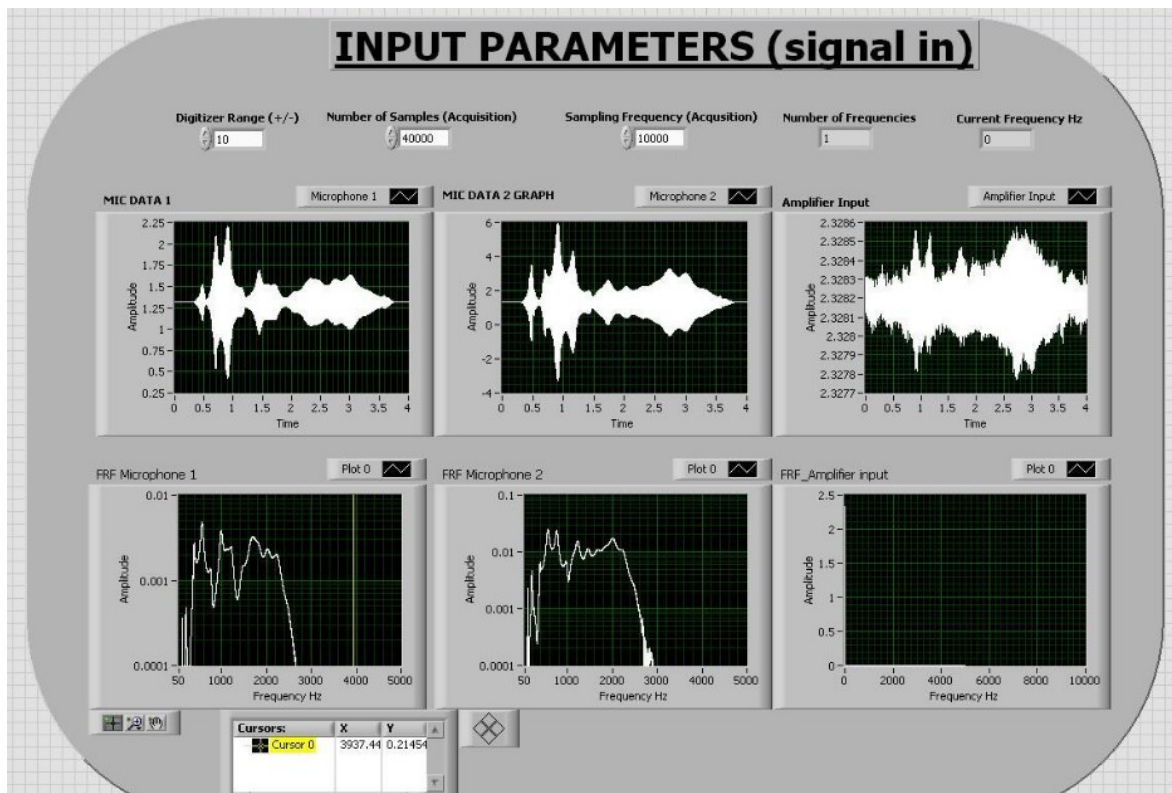 INPUT PARAMETERS (signal in)
Digitizer Range (+/-) Number of Samples (Acquisition) Sampling Frequency (Acqusition) Number of Frequencies Current Frequency Hz
10 40000 10000 1 0
MIC DATA 1 Microphone 1 MIC DATA 2 GRAPH Microphone 2 Amplifier Input Amplifier Input
2.25
2
1.75
1.5
1.25
1
0.75
0.5
0.25
Amplitude
0 0.5 1 1.5 2 2.5 3 3.5 4
Time
6
4
2
0
-2
-4
Amplitude
0 0.5 1 1.5 2 2.5 3 3.5 4
Time
2.3286
2.3285
2.3284
2.3283
2.3282
2.3281
2.328
2.3279
2.3278
2.3277
Amplitude
0 0.5 1 1.5 2 2.5 3 3.5 4
Time
FRF Microphone 1 Plot 0 FRF Microphone 2 Plot 0 FRF_Amplifier input Plot 0
0.01
0.001
0.0001
Amplitude
50 1000 2000 3000 4000 5000
Frequency Hz
0.1
0.01
0.001
0.0001
Amplitude
50 1000 2000 3000 4000 5000
Frequency Hz
2.5
2
1.5
1
0.5
0
Amplitude
0 2000 4000 6000 8000 10000
Frequency Hz
Cursors: X Y
Cursor 0 3937.44 0.21454